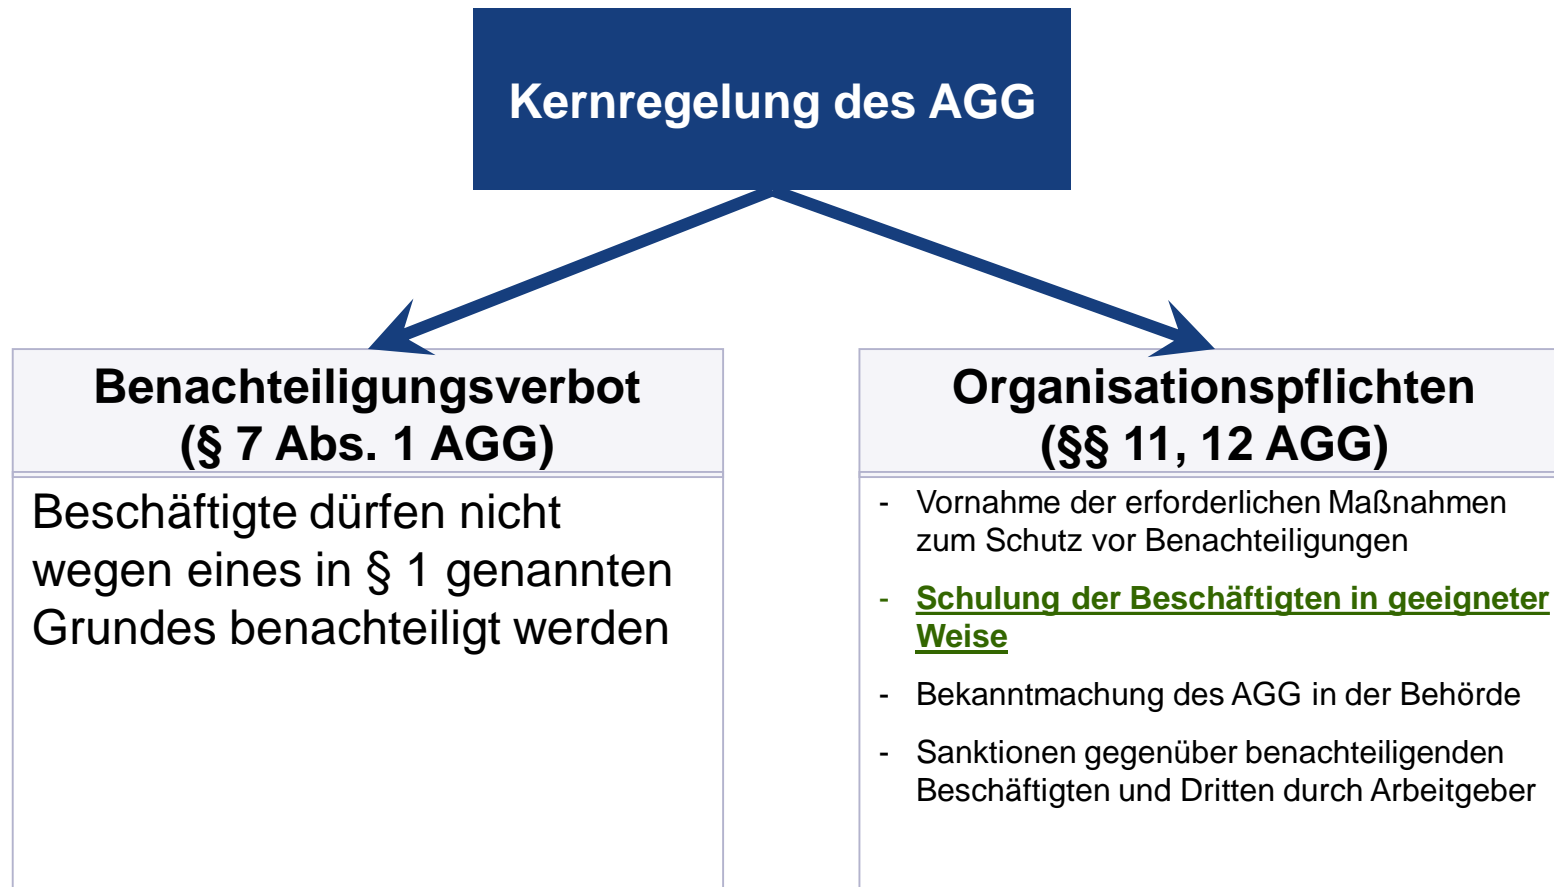 Kernregelung des AGG
Benachteiligungsverbot
(§ 7 Abs. 1 AGG)
Beschäftigte dürfen nicht
wegen eines in § 1 genannten
Grundes benachteiligt werden
Organisationspflichten
(§§ 11, 12 AGG)
- Vornahme der erforderlichen Maßnahmen
zum Schutz vor Benachteiligungen
- Schulung der Beschäftigten in geeigneter
Weise
- Bekanntmachung des AGG in der Behörde
- Sanktionen gegenüber benachteiligenden
Beschäftigten und Dritten durch Arbeitgeber